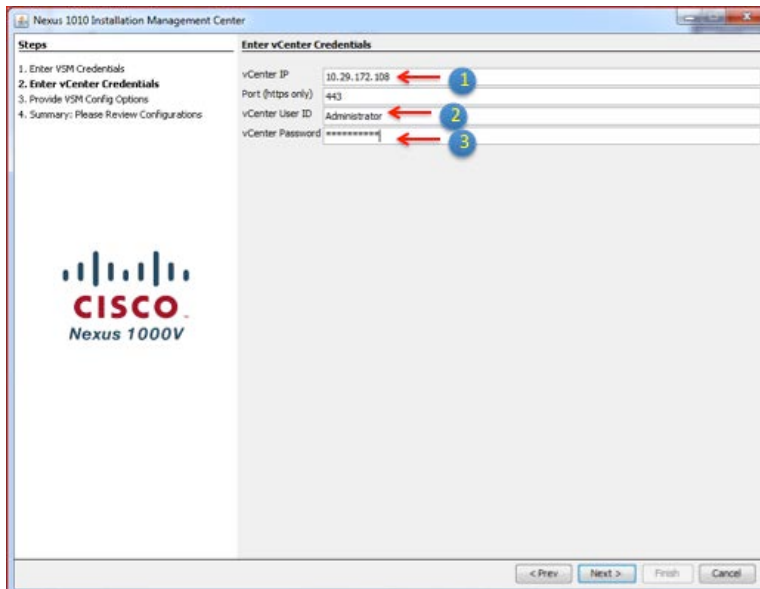 Nexus 1010 Installation Management Center
Steps
1. Enter VSM Credentials
2. Enter vCenter Credentials
3. Provide VSM Config Options
4. Summary: Please Review Configurations
CISCO
Nexus 1000V
Enter vCenter Credentials
vCenter IP 10.29.172.108 1
Port (https only) 443
vCenter User ID Administrator 2
vCenter Password ********** 3
< Prev Next > Finish Cancel